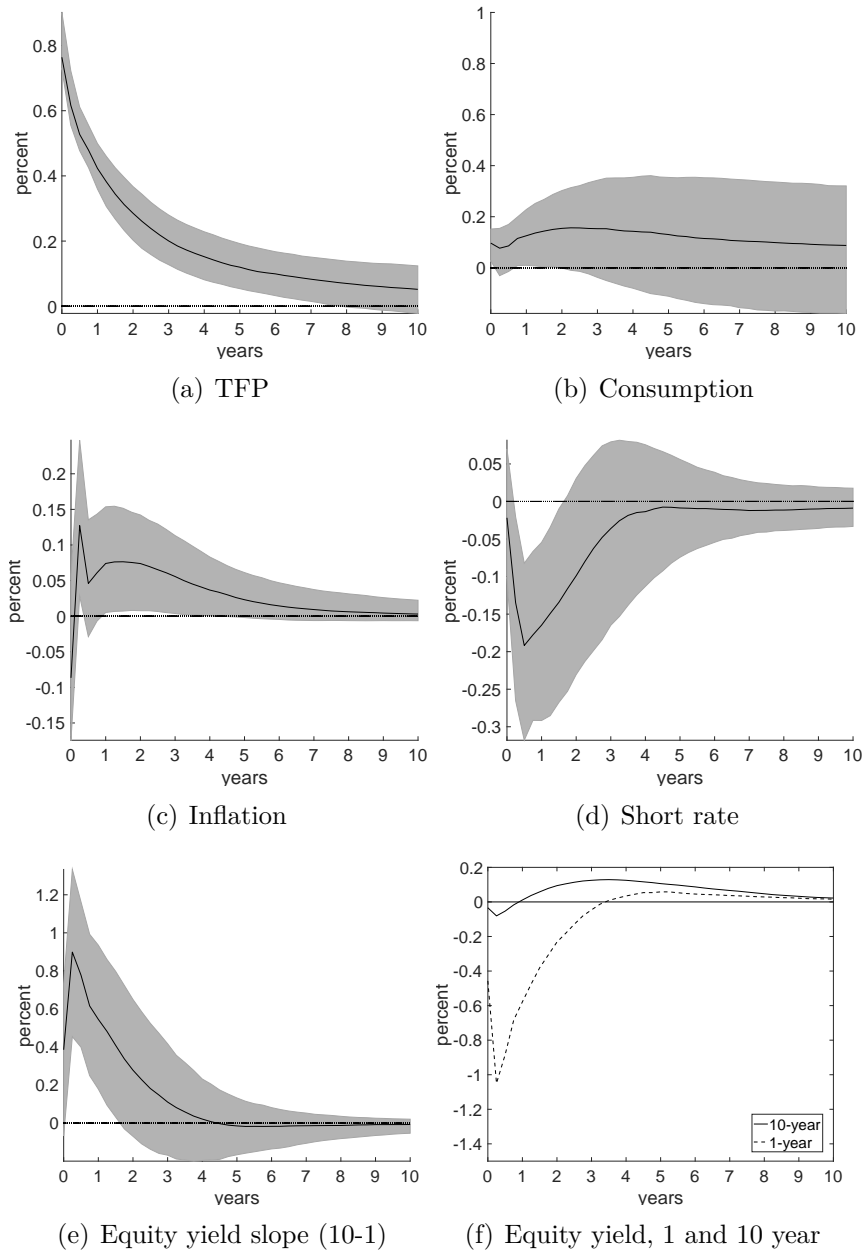 0.8
0.6
0.4
0.2
0
percent
0 1 2 3 4 5 6 7 8 9 10
years
(a) TFP
1
0.8
0.6
0.4
0.2
0
percent
0 1 2 3 4 5 6 7 8 9 10
years
(b) Consumption
0.2
0.15
0.1
0.05
0
-0.05
-0.1
-0.15
percent
0 1 2 3 4 5 6 7 8 9 10
years
(c) Inflation
0.05
0
-0.05
-0.1
-0.15
-0.2
-0.25
-0.3
percent
0 1 2 3 4 5 6 7 8 9 10
years
(d) Short rate
1.2
1
0.8
0.6
0.4
0.2
0
percent
0 1 2 3 4 5 6 7 8 9 10
years
(e) Equity yield slope (10-1)
0.2
0
-0.2
-0.4
-0.6
-0.8
-1
-1.2
-1.4
percent
10-year
1-year
0 1 2 3 4 5 6 7 8 9 10
years
(f) Equity yield, 1 and 10 year